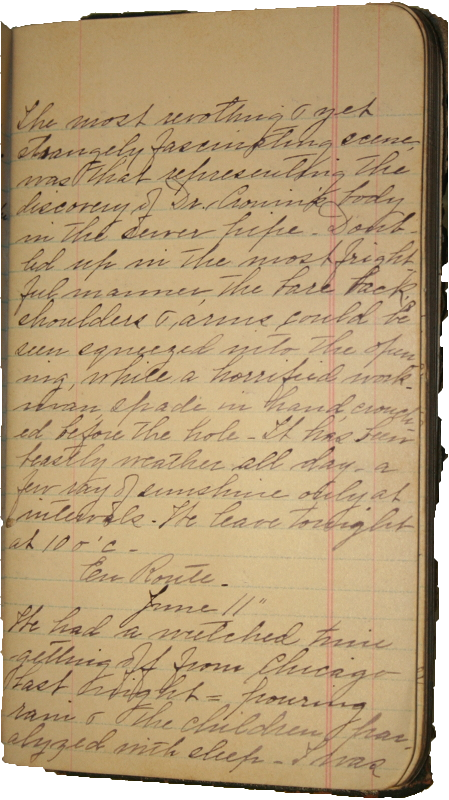 The most revolting & yet
strangely fascinating scene,
was that representing the
discovery of Dr. Cronin's body
in the sewer pipe - Doub-
led up in the most fright
ful manner the bare back,
shoulders & arms could be
seen squeezed into the open-
ing, while a horrified work-
man spade in hand, crouch-
ed before the hole - It has been
beastly weather all day - a
few ray of sunshine only at
intervals. We leave tonight
at 10 o'c -
En Route -
June 11"
We had a wretched time
getting off from Chicago
last night = pouring
rain & the children par-
alyzed with sleep - I was